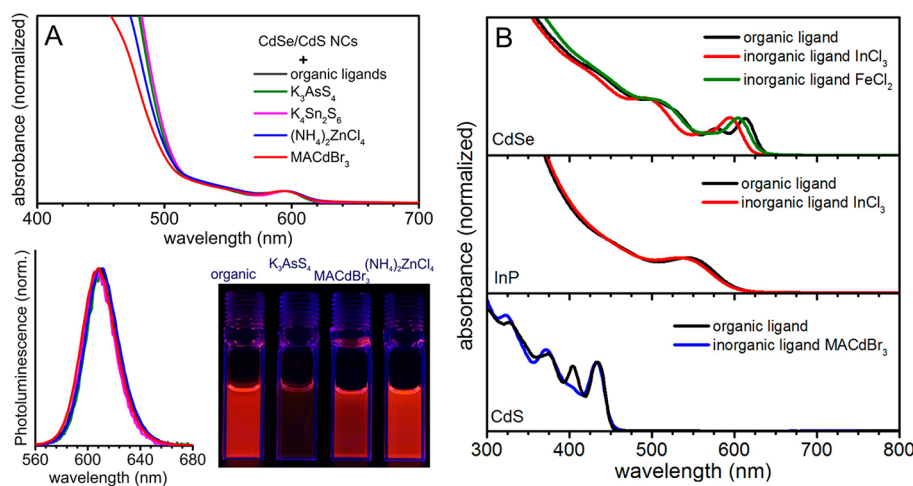 A
CdSe/CdS NCs
+
organic ligands
K₃AsS₄
K₄Sn₂S₆
(NH₄)₂ZnCl₄
MACdBr₃
absorbance (normalized)
400 500 600 700
wavelength (nm)
Photoluminescence (norm.)
560 600 640 680
wavelength (nm)
organic
K₃AsS₄
MACdBr₃
(NH₄)₂ZnCl₄
B
absorbance (normalized)
organic ligand
inorganic ligand InCl₃
inorganic ligand FeCl₂
CdSe
organic ligand
inorganic ligand InCl₃
InP
organic ligand
inorganic ligand MACdBr₃
CdS
300 400 500 600 700 800
wavelength (nm)